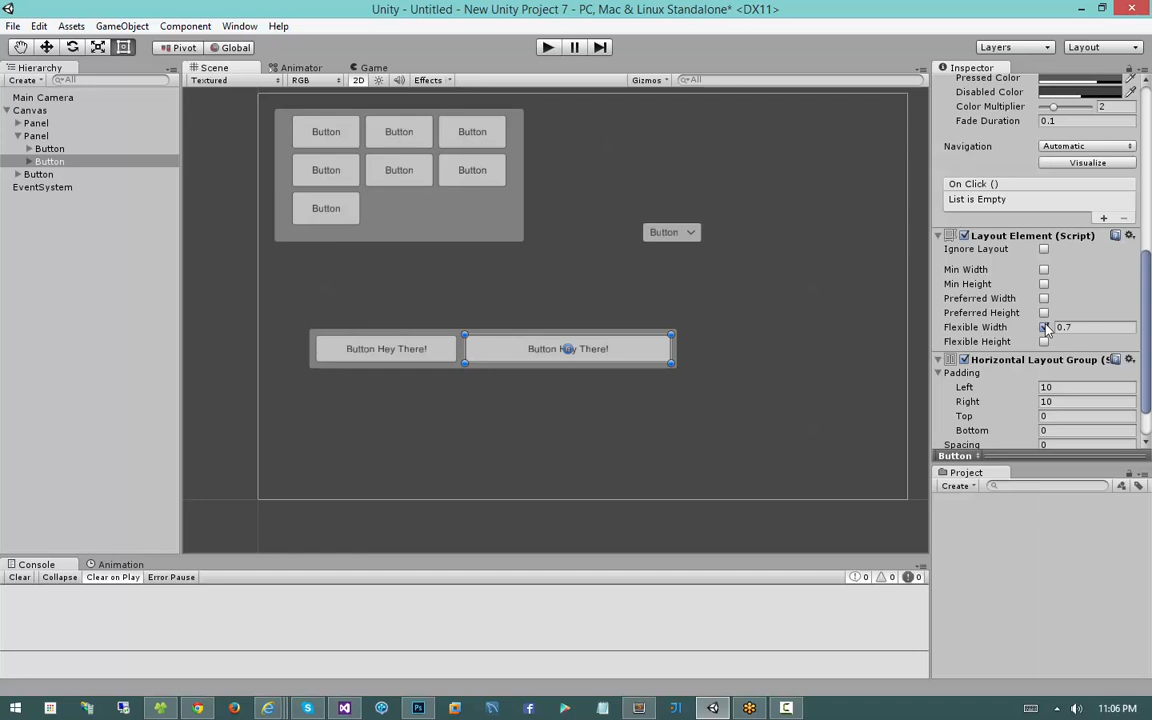 Unity - Untitled - New Unity Project 7 - PC, Mac & Linux Standalone* <DX11>
File Edit Assets GameObject Component Window Help
Pivot Global Layers Layout
Hierarchy Scene Animator Game Inspector
Create All Textured RGB 2D Effects Gizmos All
Main Camera
Canvas
Panel
Panel
Button
Button
Button
EventSystem
Button Button Button
Button Button Button
Button
Button
Button Hey There! Button Hey There!
Pressed Color
Disabled Color
Color Multiplier 2
Fade Duration 0.1
Navigation Automatic
Visualize
On Click ()
List is Empty
Layout Element (Script)
Ignore Layout
Min Width
Min Height
Preferred Width
Preferred Height
Flexible Width 0.7
Flexible Height
Horizontal Layout Group (S
Padding
Left 10
Right 10
Top 0
Bottom 0
Spacing 0
Button
Project
Create
Console Animation
Clear Collapse Clear on Play Error Pause 0 0 0
11:06 PM